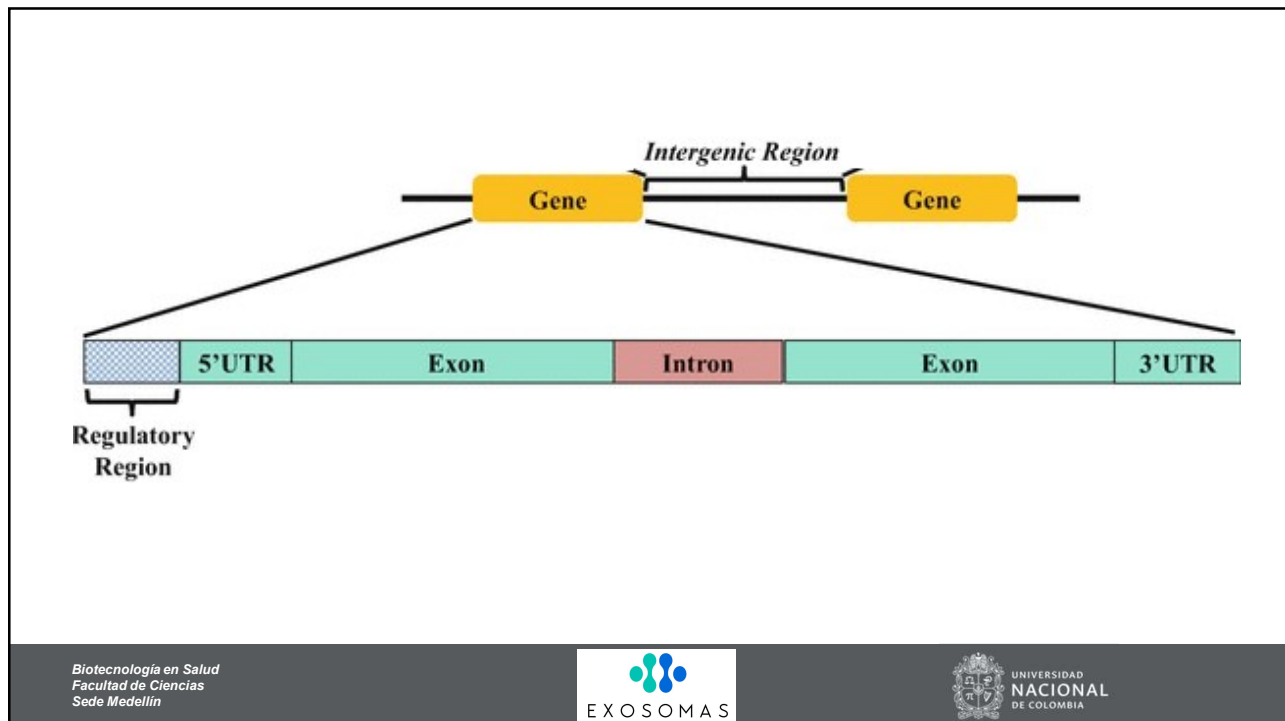 Intergenic Region
Gene
Gene
5'UTR
Exon
Intron
Exon
3'UTR
Regulatory
Region
Biotecnología en Salud
Facultad de Ciencias
Sede Medellín
EXOSOMAS
UNIVERSIDAD
NACIONAL
DE COLOMBIA